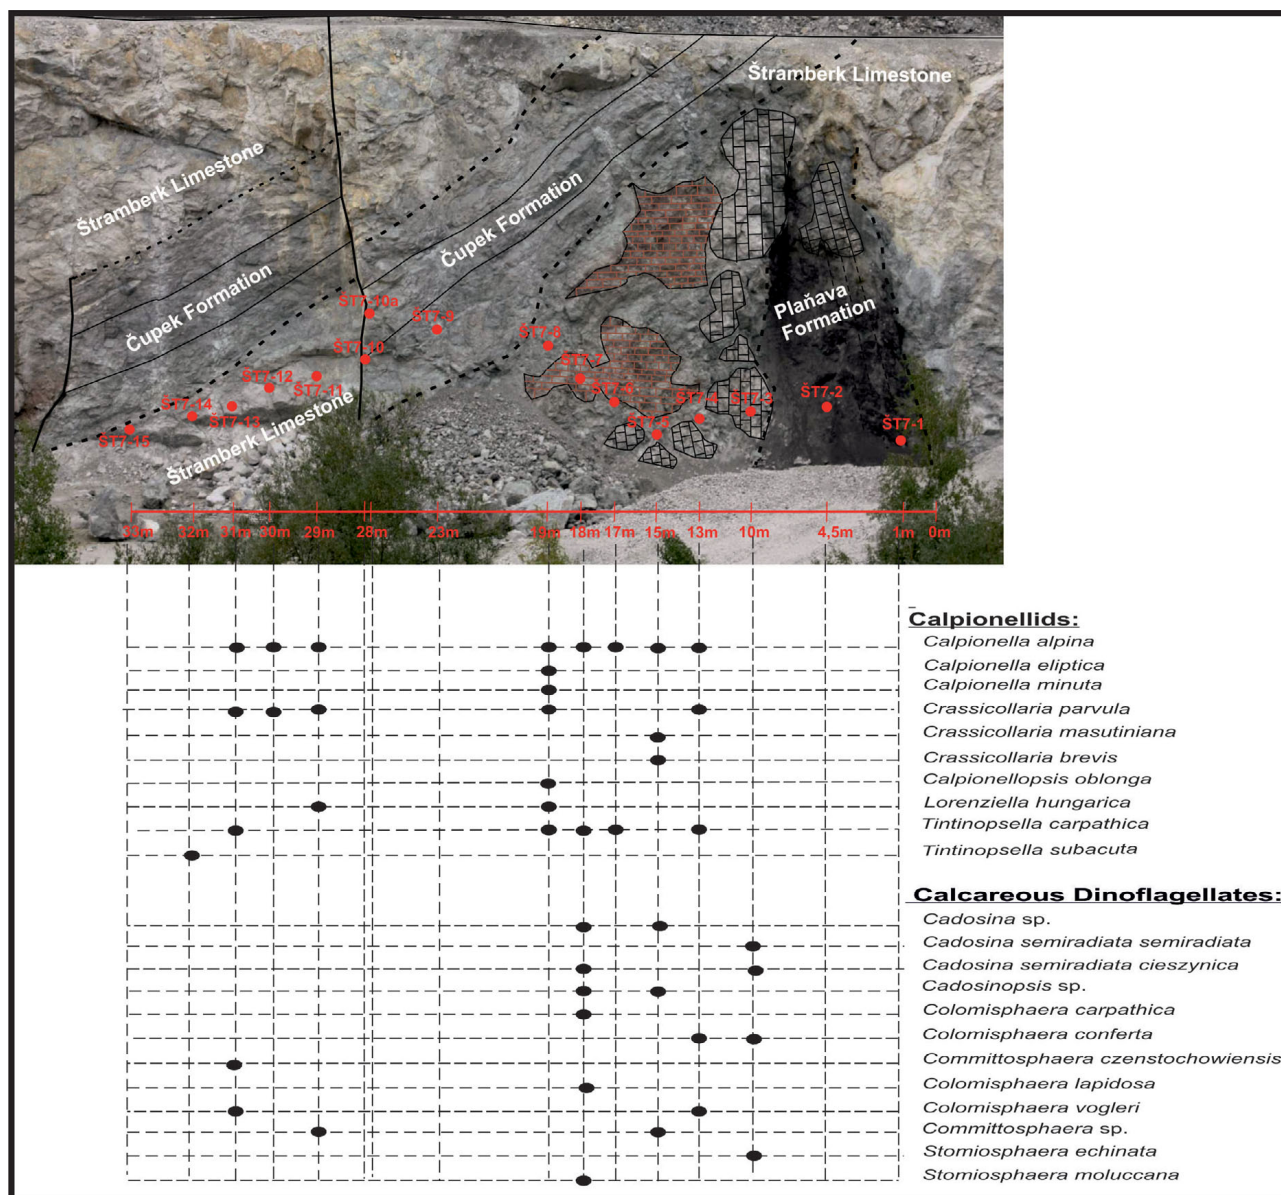 Štramberk Limestone
Štramberk Limestone
Čupek Formation
Čupek Formation
Plaňava
Formation
ŠT7-10a
ŠT7-9
ŠT7-8
ŠT7-10
ŠT7-7
ŠT7-12
ŠT7-11
ŠT7-6
ŠT7-2
ŠT7-14
ŠT7-13
ŠT7-4
ŠT7-3
ŠT7-5
ŠT7-1
ŠT7-15
Štramberk Limestone
33m 32m 31m 30m 29m 28m 23m 19m 18m 17m 15m 13m 10m 4,5m 1m 0m
Calpionellids:
Calpionella alpina
Calpionella eliptica
Calpionella minuta
Crassicollaria parvula
Crassicollaria masutiniana
Crassicollaria brevis
Calpionellopsis oblonga
Lorenziella hungarica
Tintinopsella carpathica
Tintinopsella subacuta
Calcareous Dinoflagellates:
Cadosina sp.
Cadosina semiradiata semiradiata
Cadosina semiradiata cieszynica
Cadosinopsis sp.
Colomisphaera carpathica
Colomisphaera conferta
Committosphaera czenstochowiensis
Colomisphaera lapidosa
Colomisphaera vogleri
Committosphaera sp.
Stomiosphaera echinata
Stomiosphaera moluccana